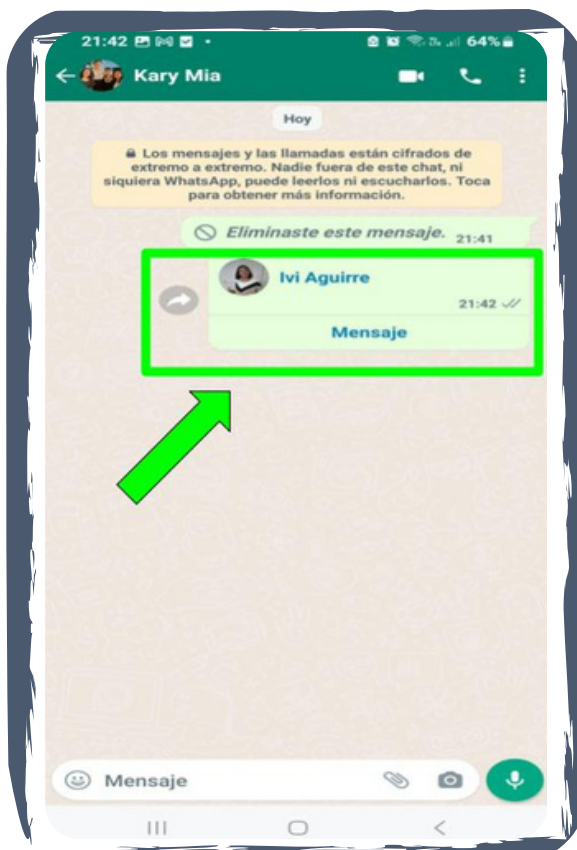 21:42
64%
Kary Mia
Hoy
Los mensajes y las llamadas están cifrados de
extremo a extremo. Nadie fuera de este chat, ni
siquiera WhatsApp, puede leerlos ni escucharlos. Toca
para obtener más información.
Eliminaste este mensaje. 21:41
Ivi Aguirre
21:42
Mensaje
Mensaje